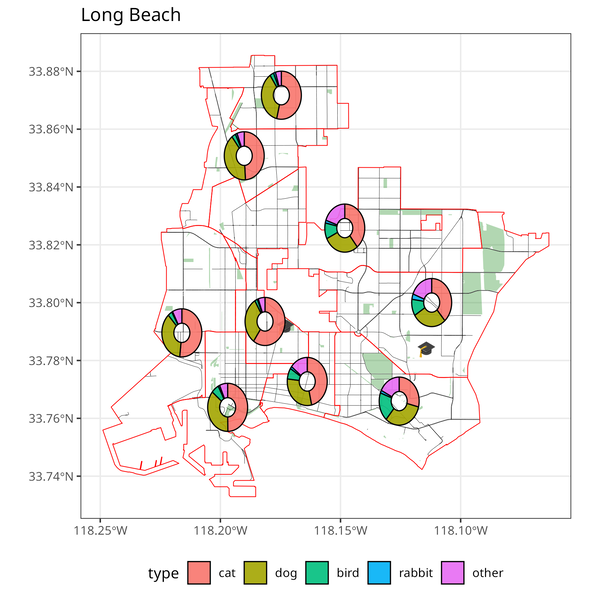 Long Beach
33.88°N
33.86°N
33.84°N
33.82°N
33.80°N
33.78°N
33.76°N
33.74°N
118.25°W 118.20°W 118.15°W 118.10°W
type cat dog bird rabbit other